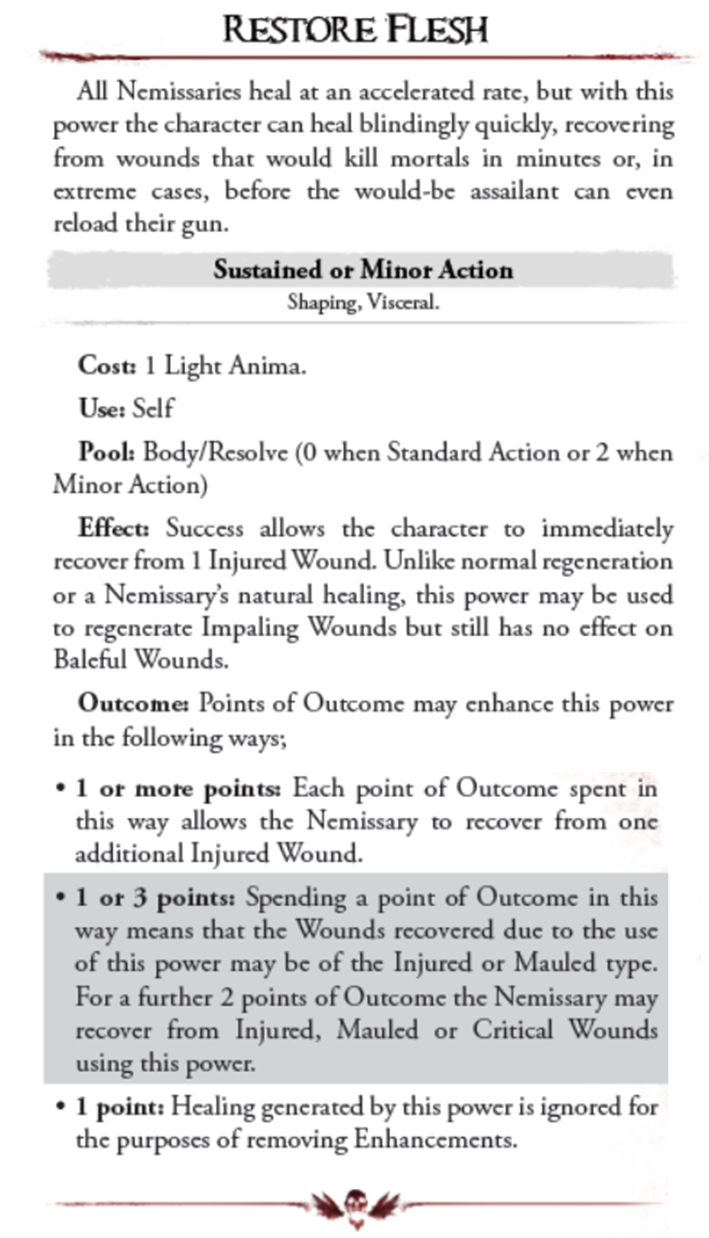 RESTORE FLESH
All Nemissaries heal at an accelerated rate, but with this
power the character can heal blindingly quickly, recovering
from wounds that would kill mortals in minutes or, in
extreme cases, before the would-be assailant can even
reload their gun.
Sustained or Minor Action
Shaping, Visceral.
Cost: 1 Light Anima.
Use: Self
Pool: Body/Resolve (0 when Standard Action or 2 when
Minor Action)
Effect: Success allows the character to immediately
recover from 1 Injured Wound. Unlike normal regeneration
or a Nemissary's natural healing, this power may be used
to regenerate Impaling Wounds but still has no effect on
Baleful Wounds.
Outcome: Points of Outcome may enhance this power
in the following ways;
• 1 or more points: Each point of Outcome spent in
this way allows the Nemissary to recover from one
additional Injured Wound.
• 1 or 3 points: Spending a point of Outcome in this
way means that the Wounds recovered due to the use
of this power may be of the Injured or Mauled type.
For a further 2 points of Outcome the Nemissary may
recover from Injured, Mauled or Critical Wounds
using this power.
• 1 point: Healing generated by this power is ignored for
the purposes of removing Enhancements.